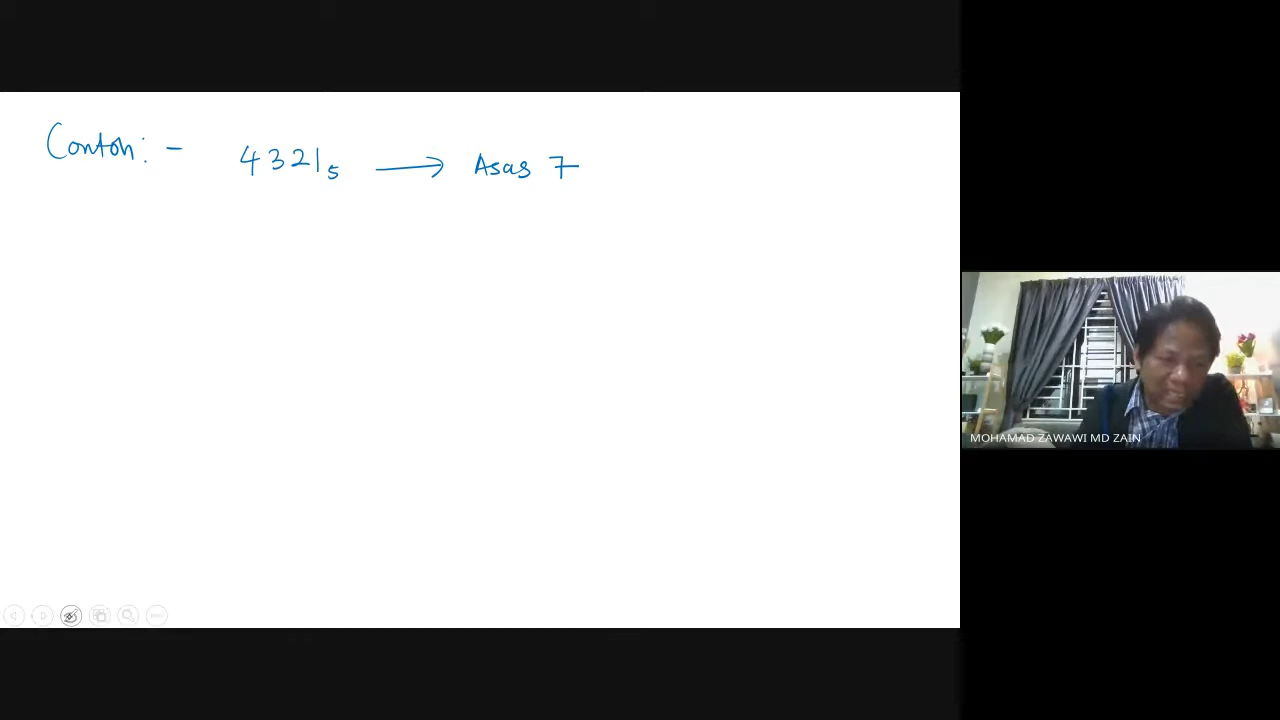 Contoh: - 4321₅ → Asas 7
MOHAMAD ZAWAWI MD ZAIN